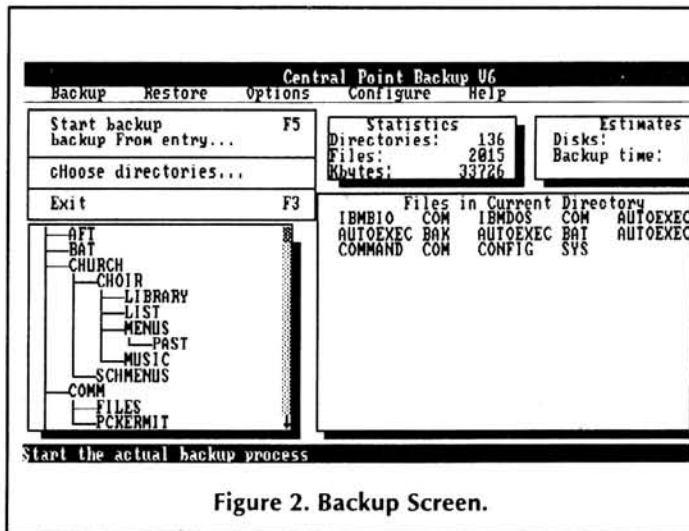 Central Point Backup V6
Backup Restore Options Configure Help
Start backup F5
backup From entry...
cHoose directories...
Exit F3
Statistics
Directories: 136
Files: 2015
Kbytes: 33726
Estimates
Disks:
Backup time:
AFT
BAT
CHURCH
CHOIR
LIBRARY
LIST
MENUS
PAST
MUSIC
SCHMENUS
COMM
FILES
PCKERMIT
Files in Current Directory
IBMBIO COM IBMDOS COM AUTOEXEC
AUTOEXEC BAK AUTOEXEC BAT AUTOEXEC
COMMAND COM CONFIG SYS
Start the actual backup process
Figure 2. Backup Screen.